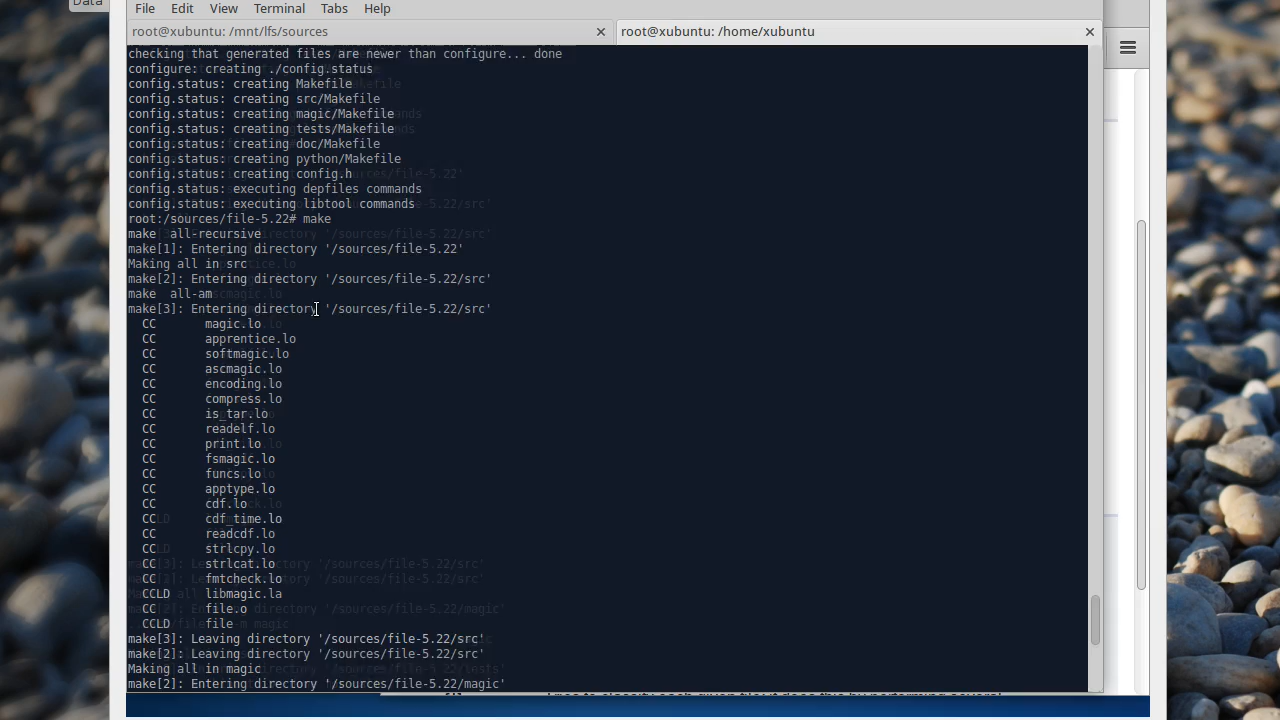 Data
File Edit View Terminal Tabs Help
root@xubuntu: /mnt/lfs/sources ✕ root@xubuntu: /home/xubuntu ✕
checking that generated files are newer than configure... done
configure: creating ./config.status
config.status: creating Makefile
config.status: creating src/Makefile
config.status: creating magic/Makefile
config.status: creating tests/Makefile
config.status: creating doc/Makefile
config.status: creating python/Makefile
config.status: creating config.h
config.status: executing depfiles commands
config.status: executing libtool commands
root:/sources/file-5.22# make
make  all-recursive
make[1]: Entering directory '/sources/file-5.22'
Making all in src
make[2]: Entering directory '/sources/file-5.22/src'
make  all-am
make[3]: Entering directory '/sources/file-5.22/src'
  CC       magic.lo
  CC       apprentice.lo
  CC       softmagic.lo
  CC       ascmagic.lo
  CC       encoding.lo
  CC       compress.lo
  CC       is_tar.lo
  CC       readelf.lo
  CC       print.lo
  CC       fsmagic.lo
  CC       funcs.lo
  CC       apptype.lo
  CC       cdf.lo
  CC       cdf_time.lo
  CC       readcdf.lo
  CC       strlcpy.lo
  CC       strlcat.lo
  CC       fmtcheck.lo
  CCLD     libmagic.la
  CC       file.o
  CCLD     file
make[3]: Leaving directory '/sources/file-5.22/src'
make[2]: Leaving directory '/sources/file-5.22/src'
Making all in magic
make[2]: Entering directory '/sources/file-5.22/magic'